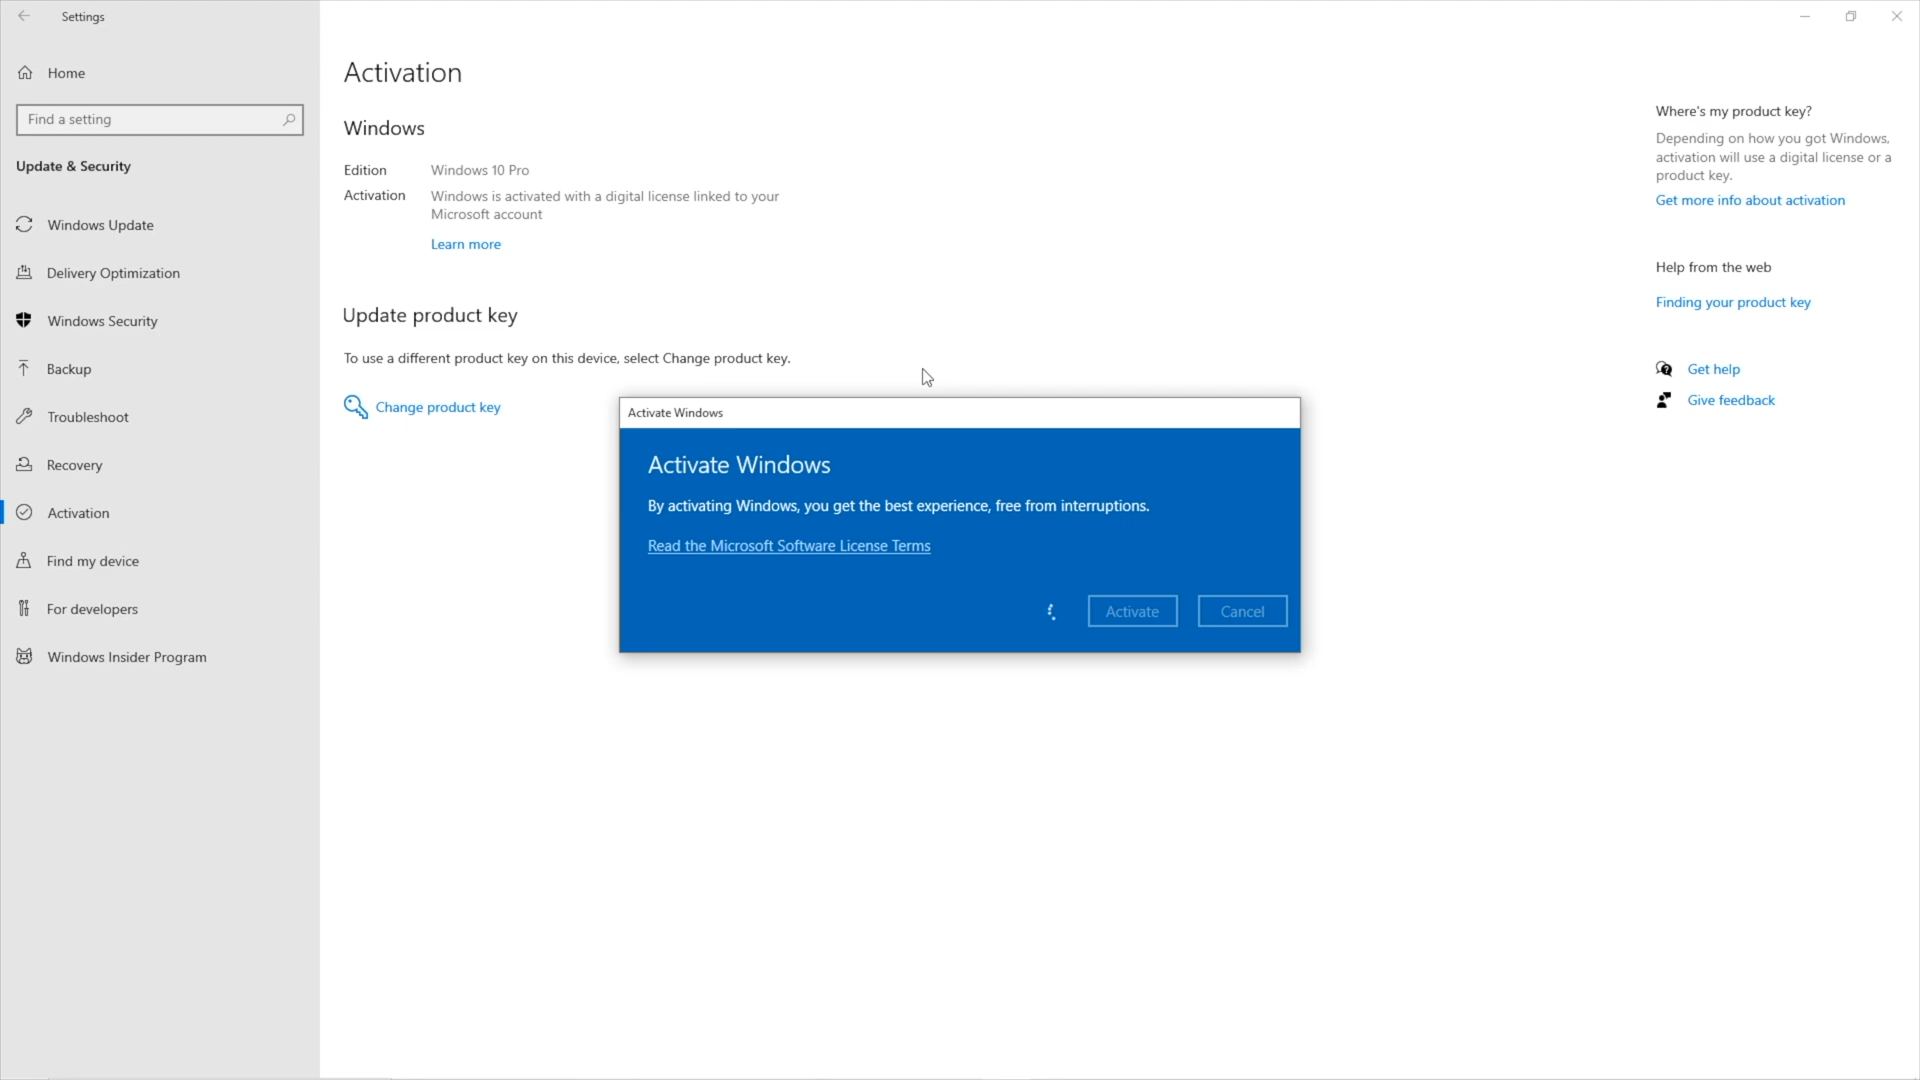 Settings
Home
Find a setting
Update & Security
Windows Update
Delivery Optimization
Windows Security
Backup
Troubleshoot
Recovery
Activation
Find my device
For developers
Windows Insider Program
Activation
Windows
Edition Windows 10 Pro
Activation Windows is activated with a digital license linked to your
Microsoft account
Learn more
Update product key
To use a different product key on this device, select Change product key.
Change product key
Activate Windows
Activate Windows
By activating Windows, you get the best experience, free from interruptions.
Read the Microsoft Software License Terms
Activate Cancel
Where's my product key?
Depending on how you got Windows,
activation will use a digital license or a
product key.
Get more info about activation
Help from the web
Finding your product key
Get help
Give feedback